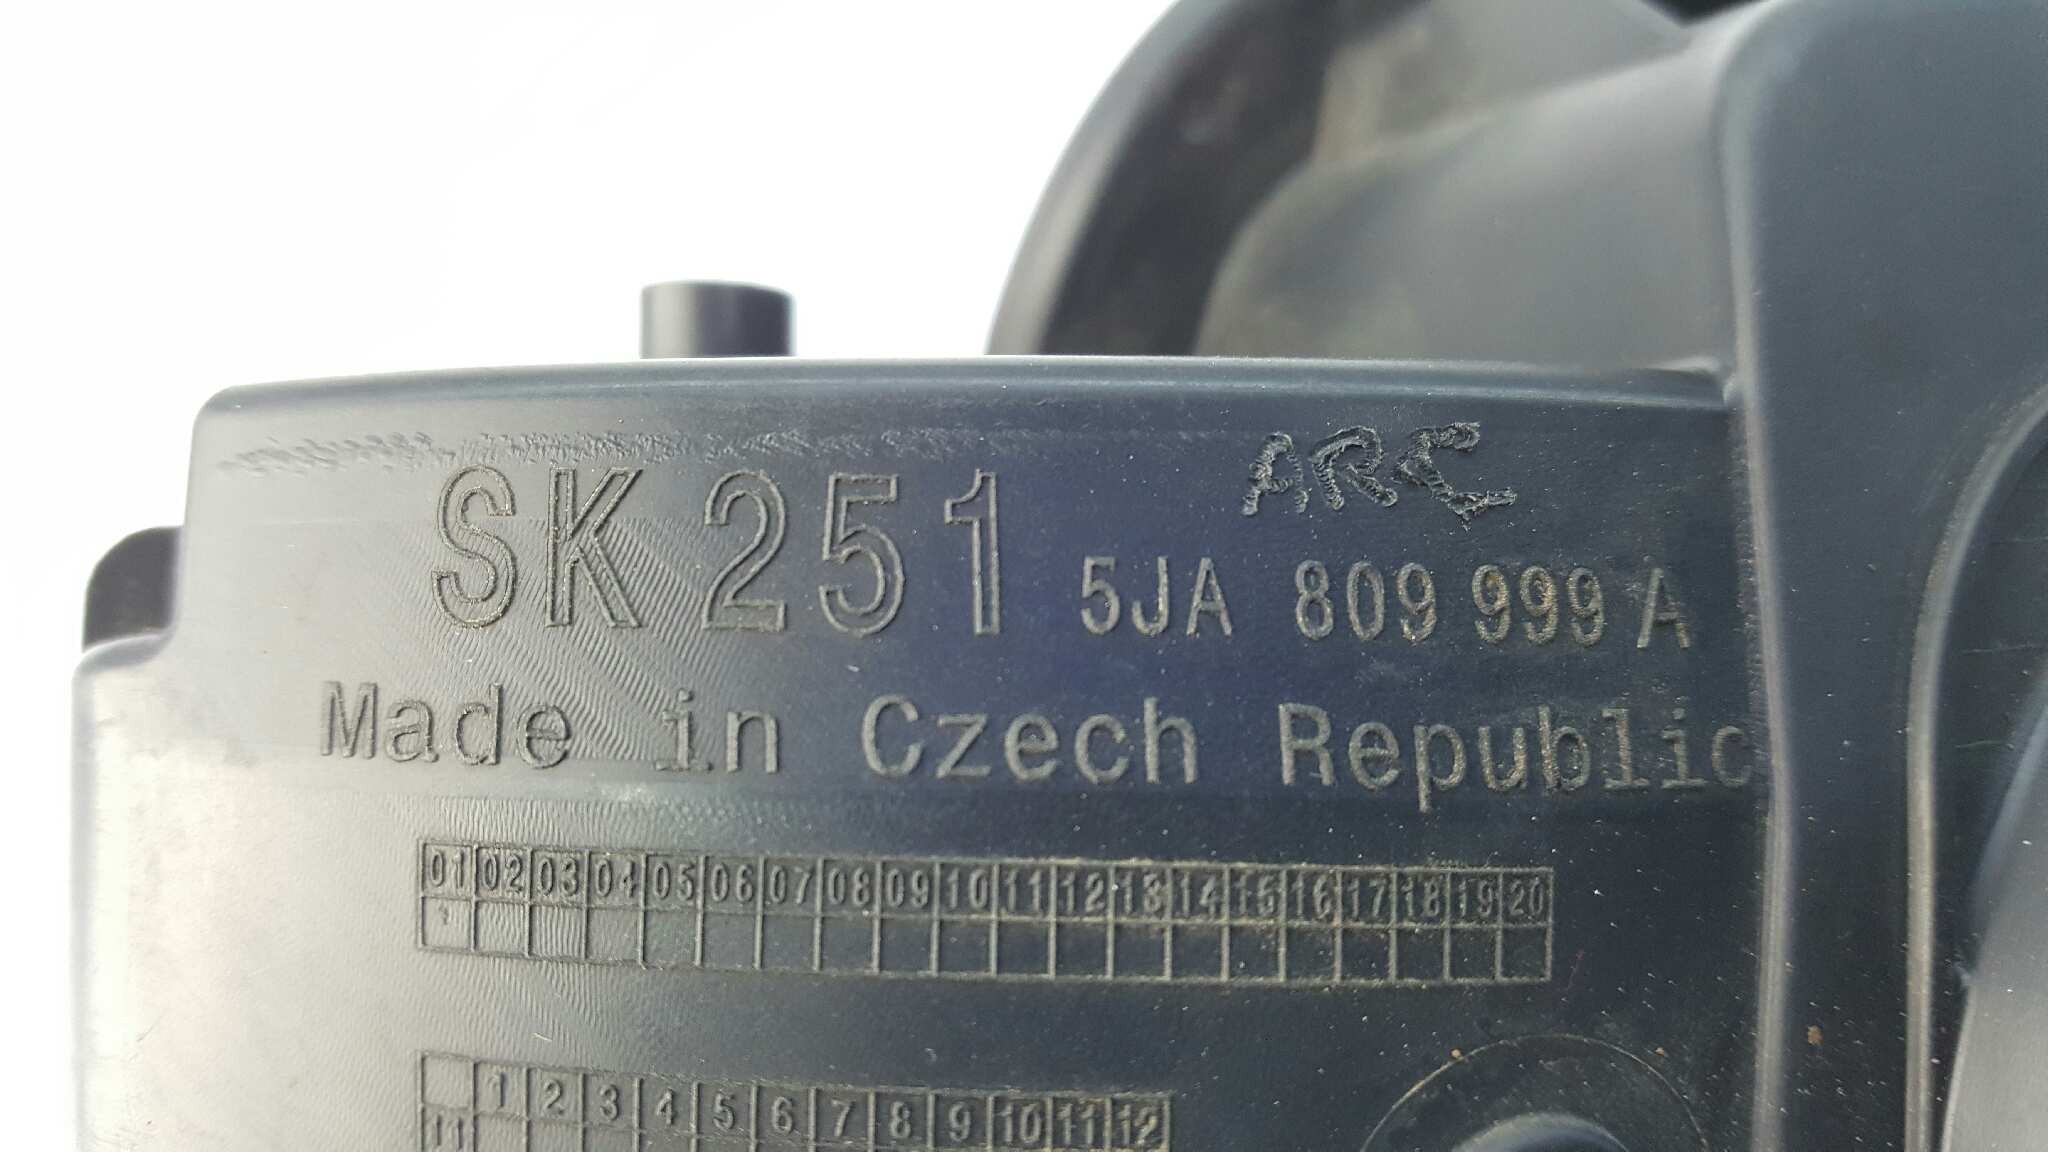 ARC
SK 251 5JA 809 999 A
Made in Czech Republic
01 02 03 04 05 06 07 08 09 10 11 12 13 14 15 16 17 18 19 20
1 2 3 4 5 6 7 8 9 10 11 12
11